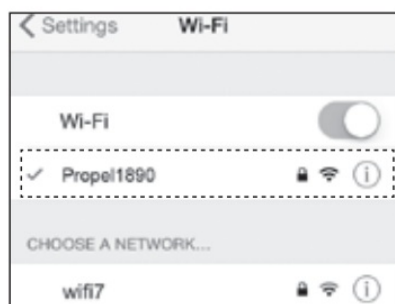 Settings Wi-Fi
Wi-Fi
Propel1890
CHOOSE A NETWORK...
wifi7